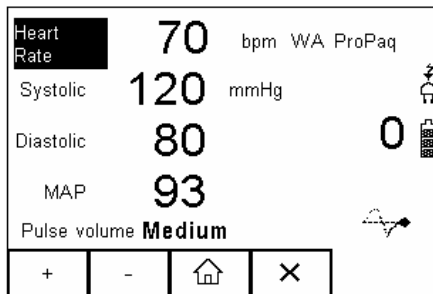 Heart
Rate 70 bpm WA ProPaq
Systolic 120 mmHg
Diastolic 80 0
MAP 93
Pulse volume Medium
+ -